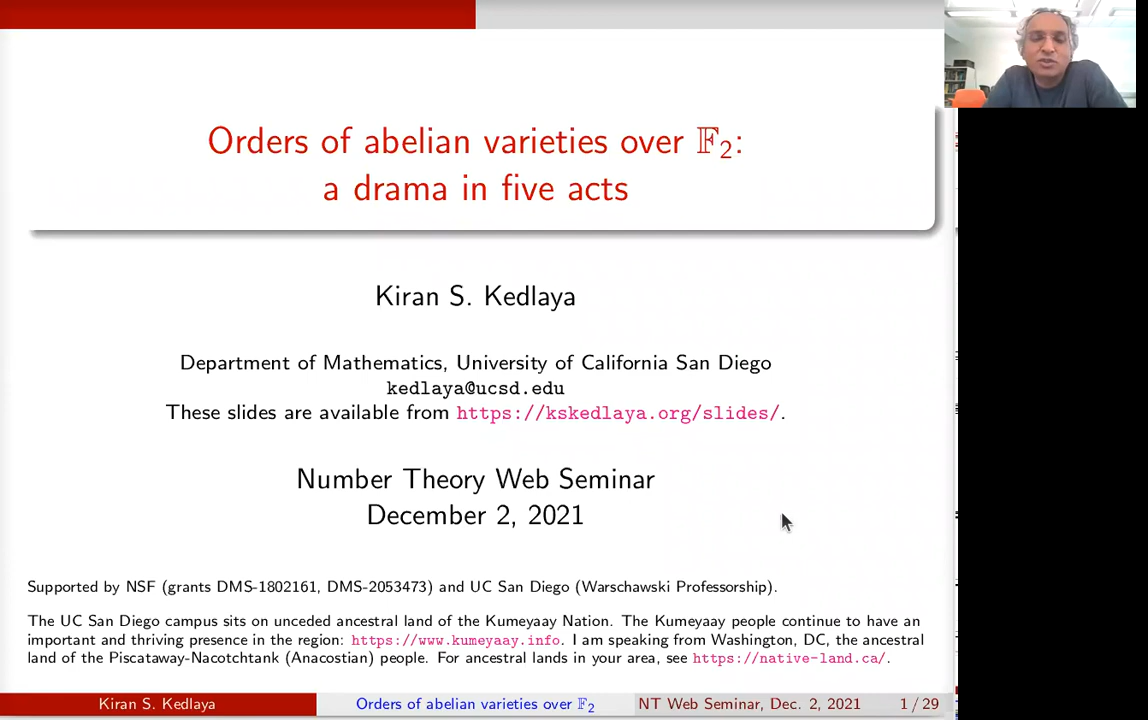 Orders of abelian varieties over 𝔽₂:
a drama in five acts
Kiran S. Kedlaya
Department of Mathematics, University of California San Diego
kedlaya@ucsd.edu
These slides are available from https://kskedlaya.org/slides/.
Number Theory Web Seminar
December 2, 2021
Supported by NSF (grants DMS-1802161, DMS-2053473) and UC San Diego (Warschawski Professorship).
The UC San Diego campus sits on unceded ancestral land of the Kumeyaay Nation. The Kumeyaay people continue to have an
important and thriving presence in the region: https://www.kumeyaay.info. I am speaking from Washington, DC, the ancestral
land of the Piscataway-Nacotchtank (Anacostian) people. For ancestral lands in your area, see https://native-land.ca/.
Kiran S. Kedlaya Orders of abelian varieties over 𝔽₂ NT Web Seminar, Dec. 2, 2021 1 / 29